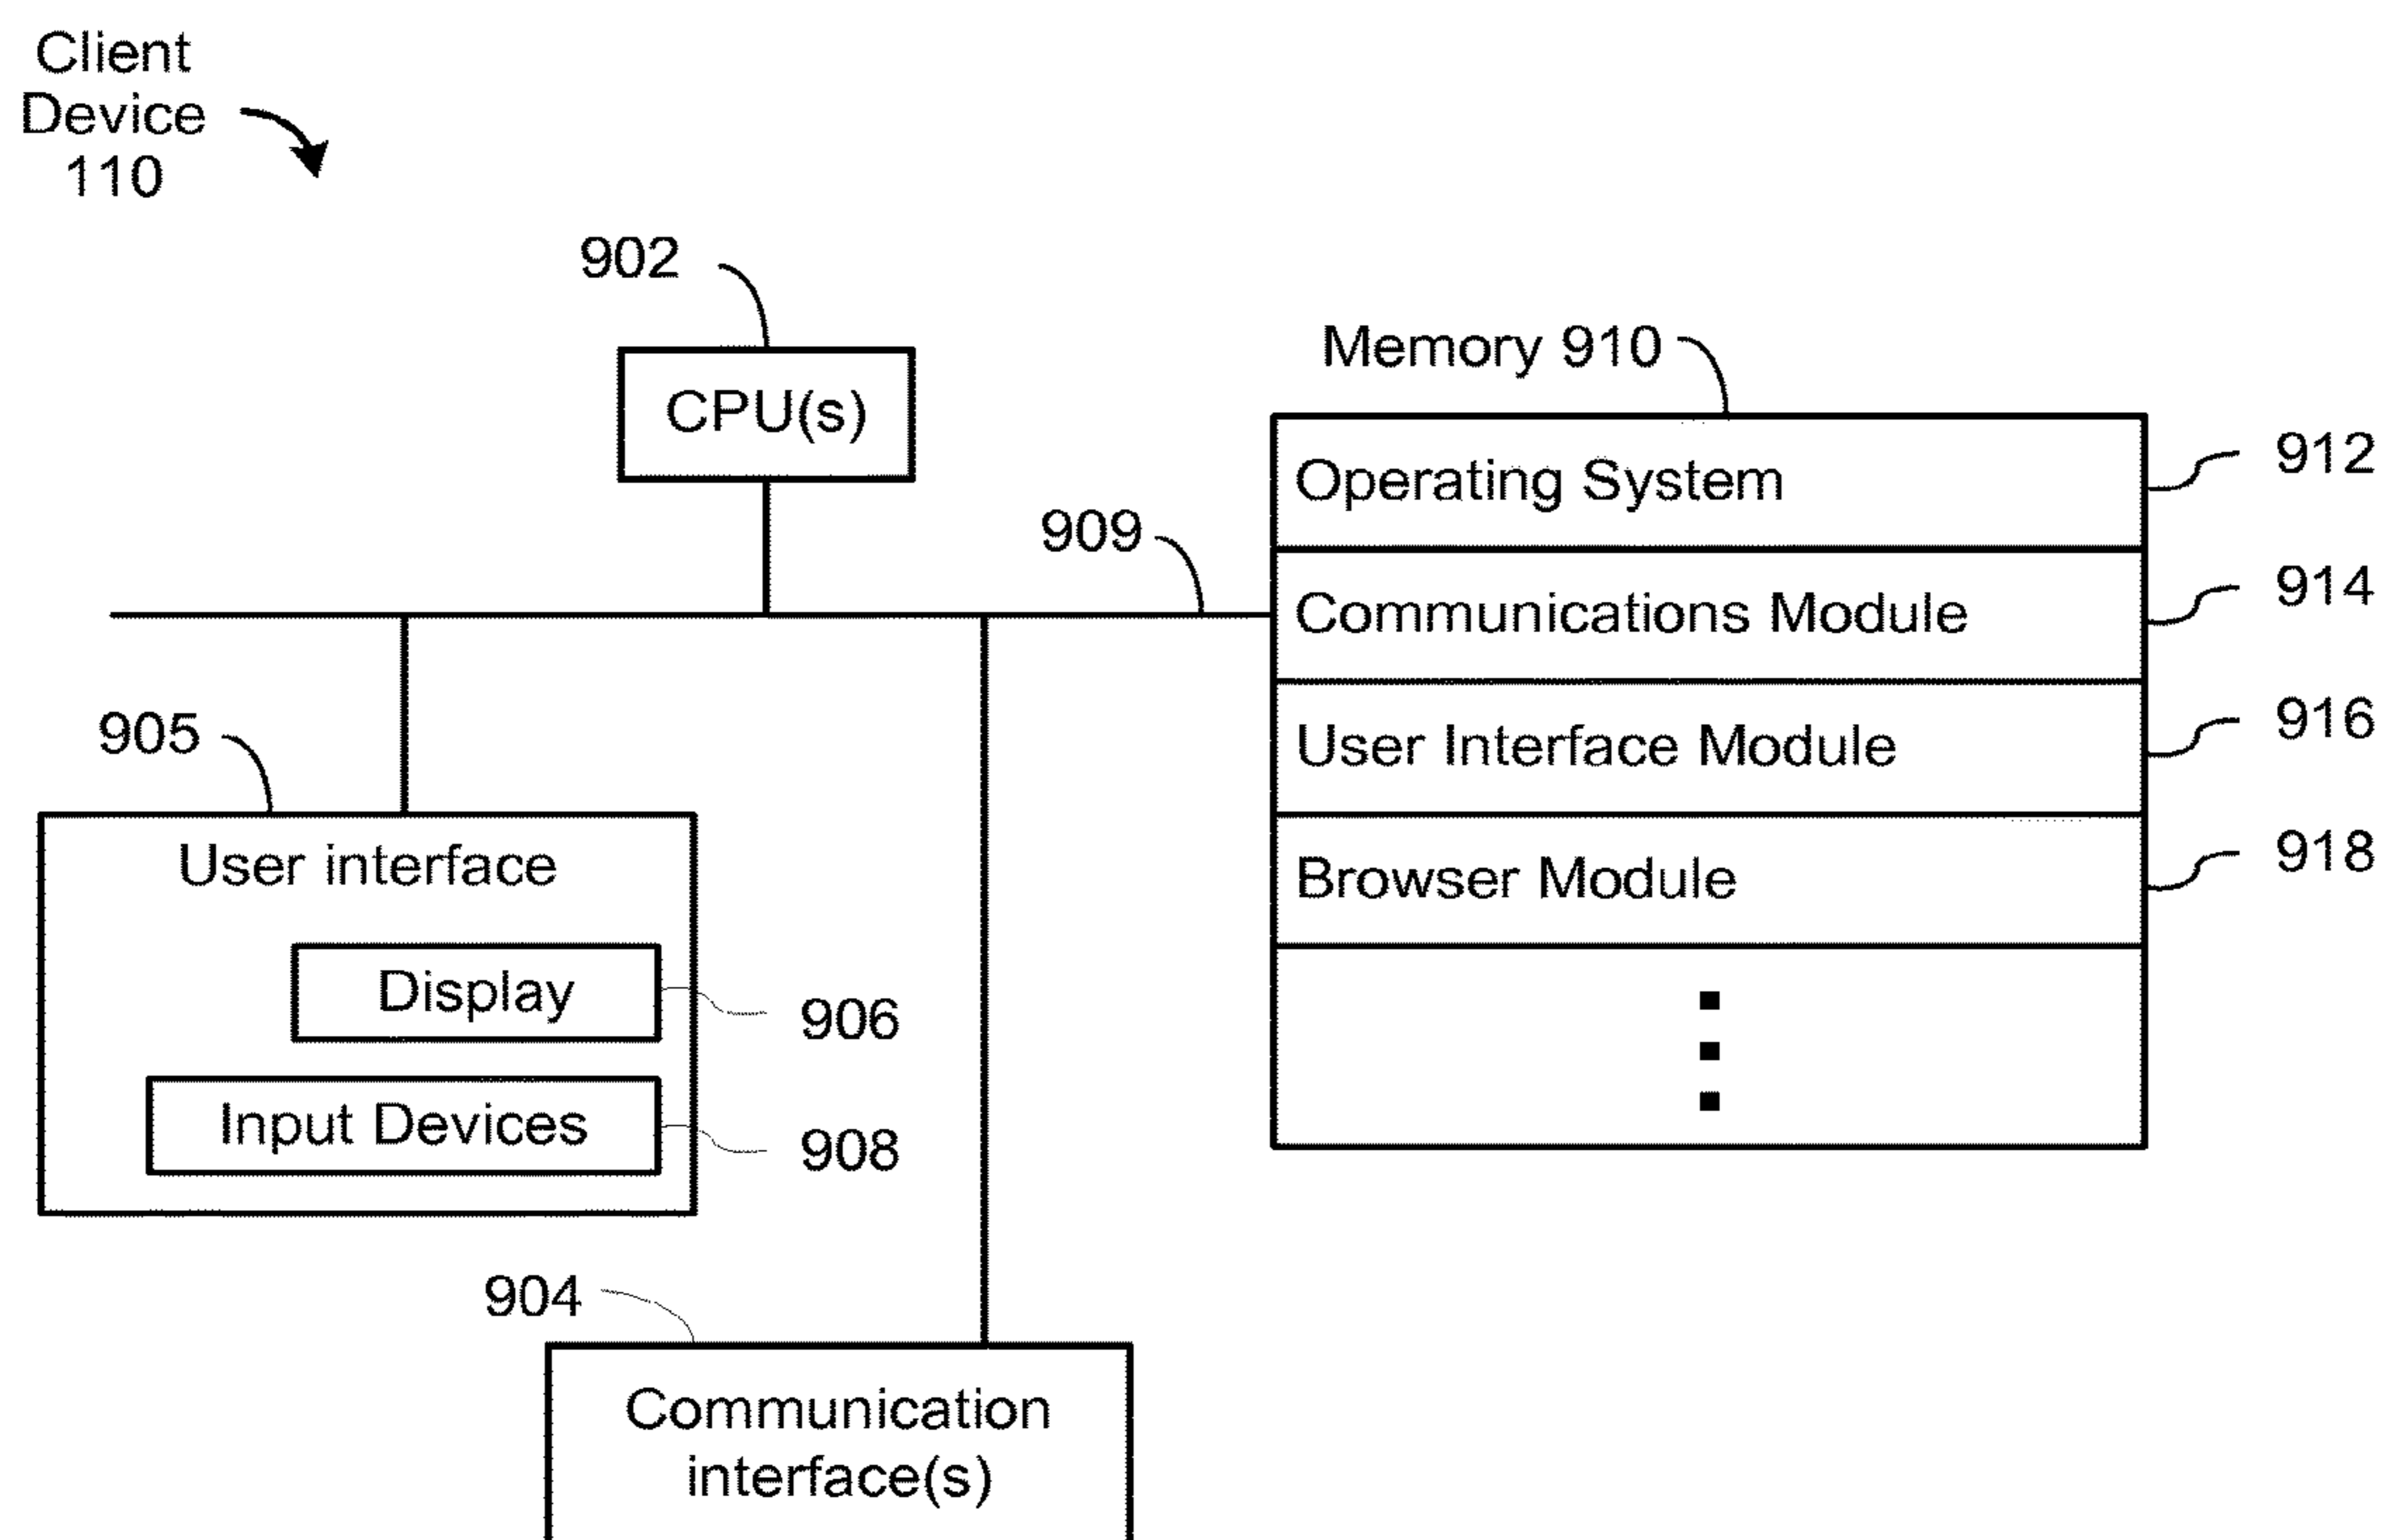 Client
Device
110
902
CPU(s)
Memory 910
Operating System
912
909
Communications Module
914
User Interface Module
916
Browser Module
918
905
User interface
Display
906
Input Devices
908
904
Communication
interface(s)